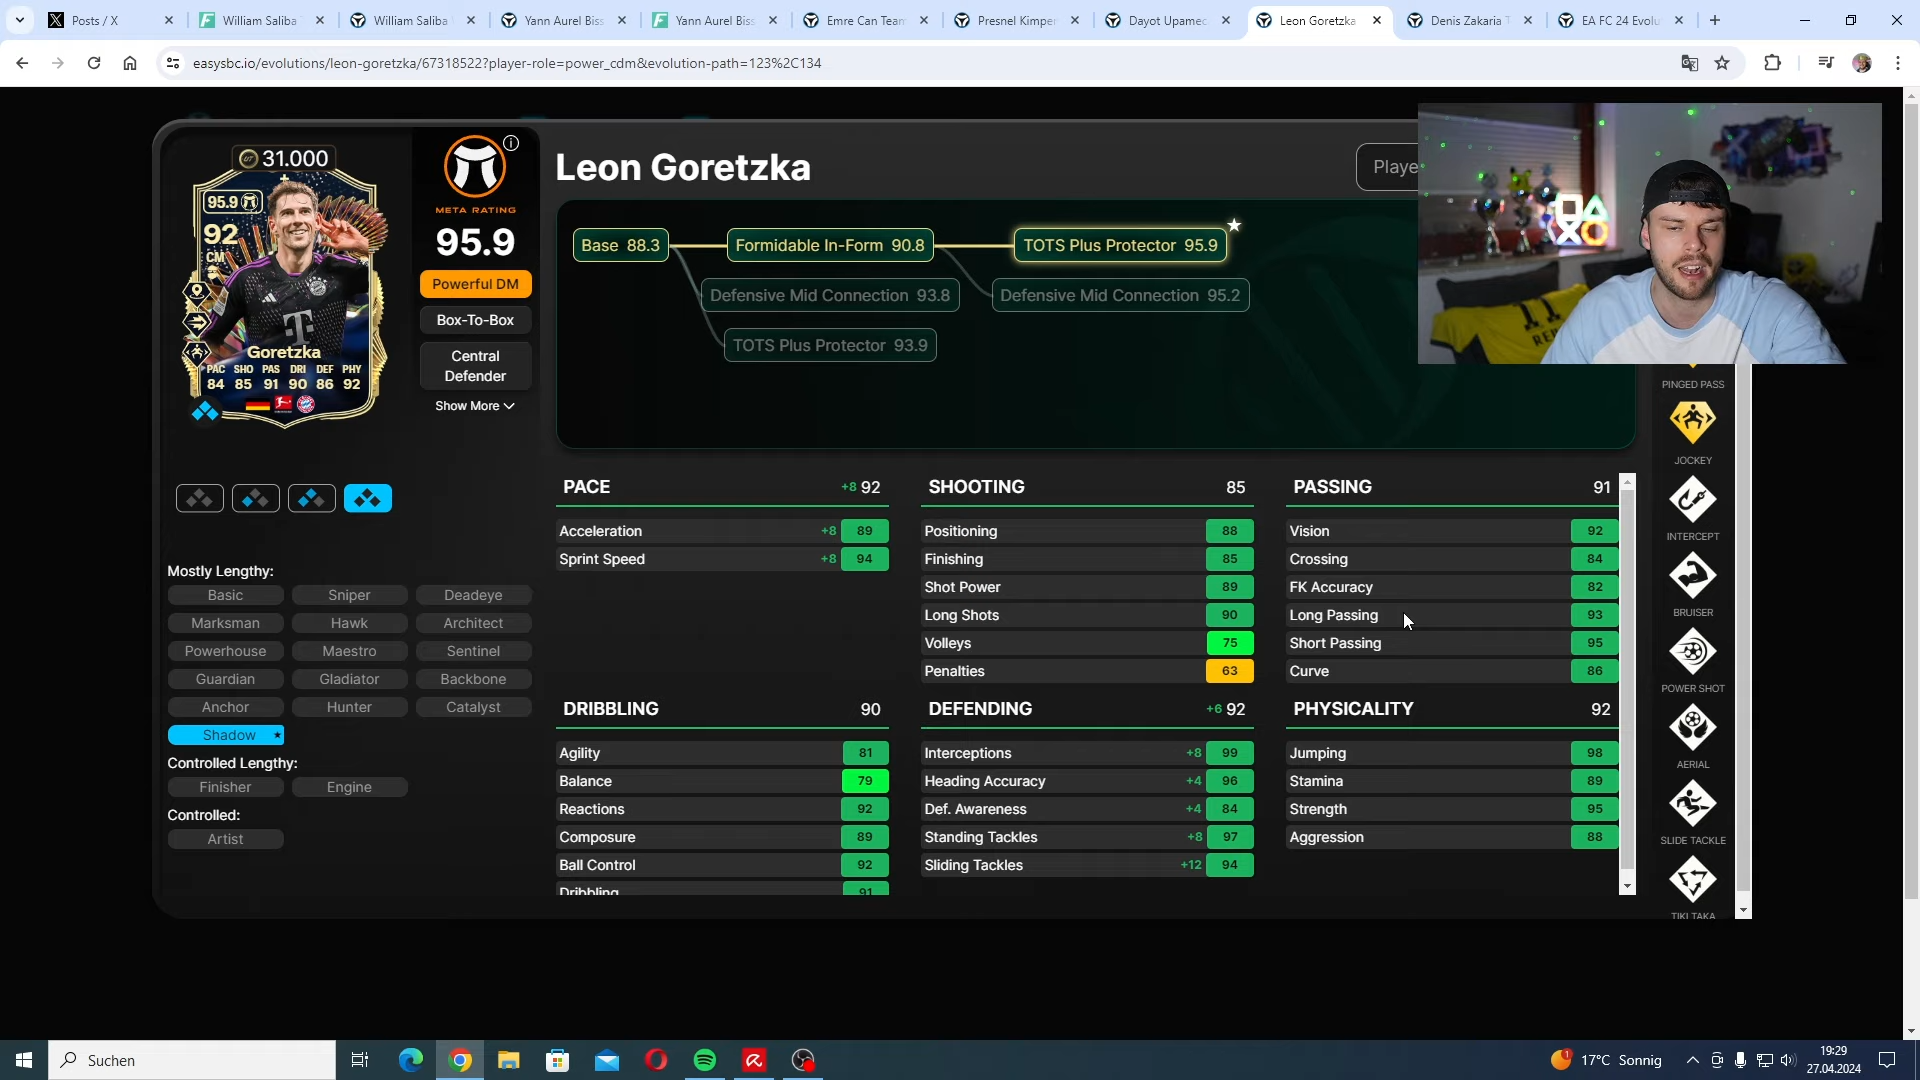 Posts / X
William Saliba
William Saliba
Yann Aurel Biss
Yann Aurel Biss
Emre Can Team
Presnel Kimper
Dayot Upamec
Leon Goretzka
Denis Zakaria T
EA FC 24 Evolu
easysbc.io/evolutions/leon-goretzka/67318522?player-role=power_cdm&evolution-path=123%2C134
31.000
95.9
92
CM
Goretzka
PAC SHO PAS DRI DEF PHY
84 85 91 90 86 92
META RATING
95.9
Powerful DM
Box-To-Box
Central
Defender
Show More
Leon Goretzka
Playe
Base 88.3
Formidable In-Form 90.8
TOTS Plus Protector 95.9
Defensive Mid Connection 93.8
Defensive Mid Connection 95.2
TOTS Plus Protector 93.9
Mostly Lengthy:
Basic Sniper Deadeye
Marksman Hawk Architect
Powerhouse Maestro Sentinel
Guardian Gladiator Backbone
Anchor Hunter Catalyst
Shadow
Controlled Lengthy:
Finisher Engine
Controlled:
Artist
PACE +8 92
Acceleration +8 89
Sprint Speed +8 94
SHOOTING 85
Positioning 88
Finishing 85
Shot Power 89
Long Shots 90
Volleys 75
Penalties 63
PASSING 91
Vision 92
Crossing 84
FK Accuracy 82
Long Passing 93
Short Passing 95
Curve 86
DRIBBLING 90
Agility 81
Balance 79
Reactions 92
Composure 89
Ball Control 92
Dribbling 91
DEFENDING +6 92
Interceptions +8 99
Heading Accuracy +4 96
Def. Awareness +4 84
Standing Tackles +8 97
Sliding Tackles +12 94
PHYSICALITY 92
Jumping 98
Stamina 89
Strength 95
Aggression 88
PINGED PASS
JOCKEY
INTERCEPT
BRUISER
POWER SHOT
AERIAL
SLIDE TACKLE
TIKI TAKA
Suchen
17°C Sonnig
19:29
27.04.2024